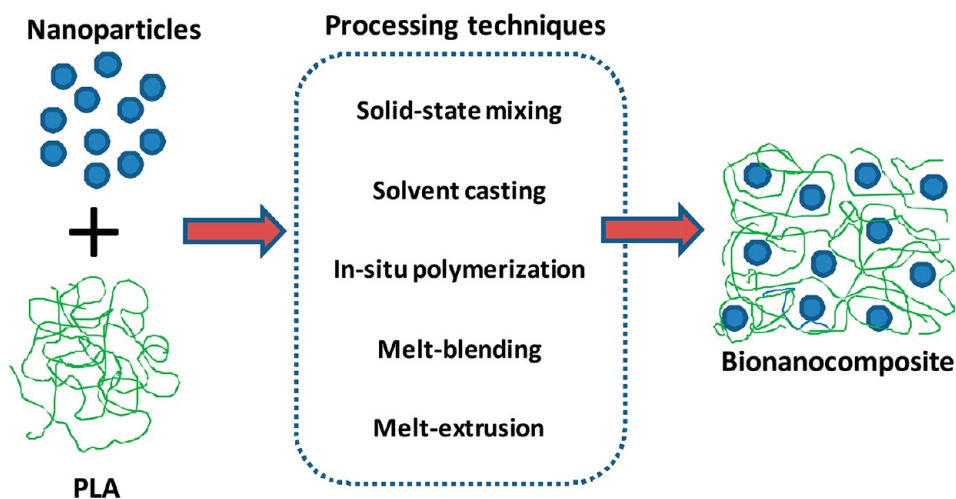 Nanoparticles
Processing techniques
Solid-state mixing
Solvent casting
In-situ polymerization
Melt-blending
Melt-extrusion
+
PLA
Bionanocomposite